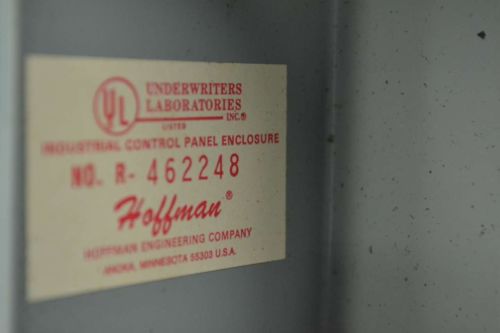 UL
UNDERWRITERS
LABORATORIES
INC.®
LISTED
INDUSTRIAL CONTROL PANEL ENCLOSURE
NO. R- 462248
Hoffman®
HOFFMAN ENGINEERING COMPANY
ANOKA, MINNESOTA 55303 U.S.A.